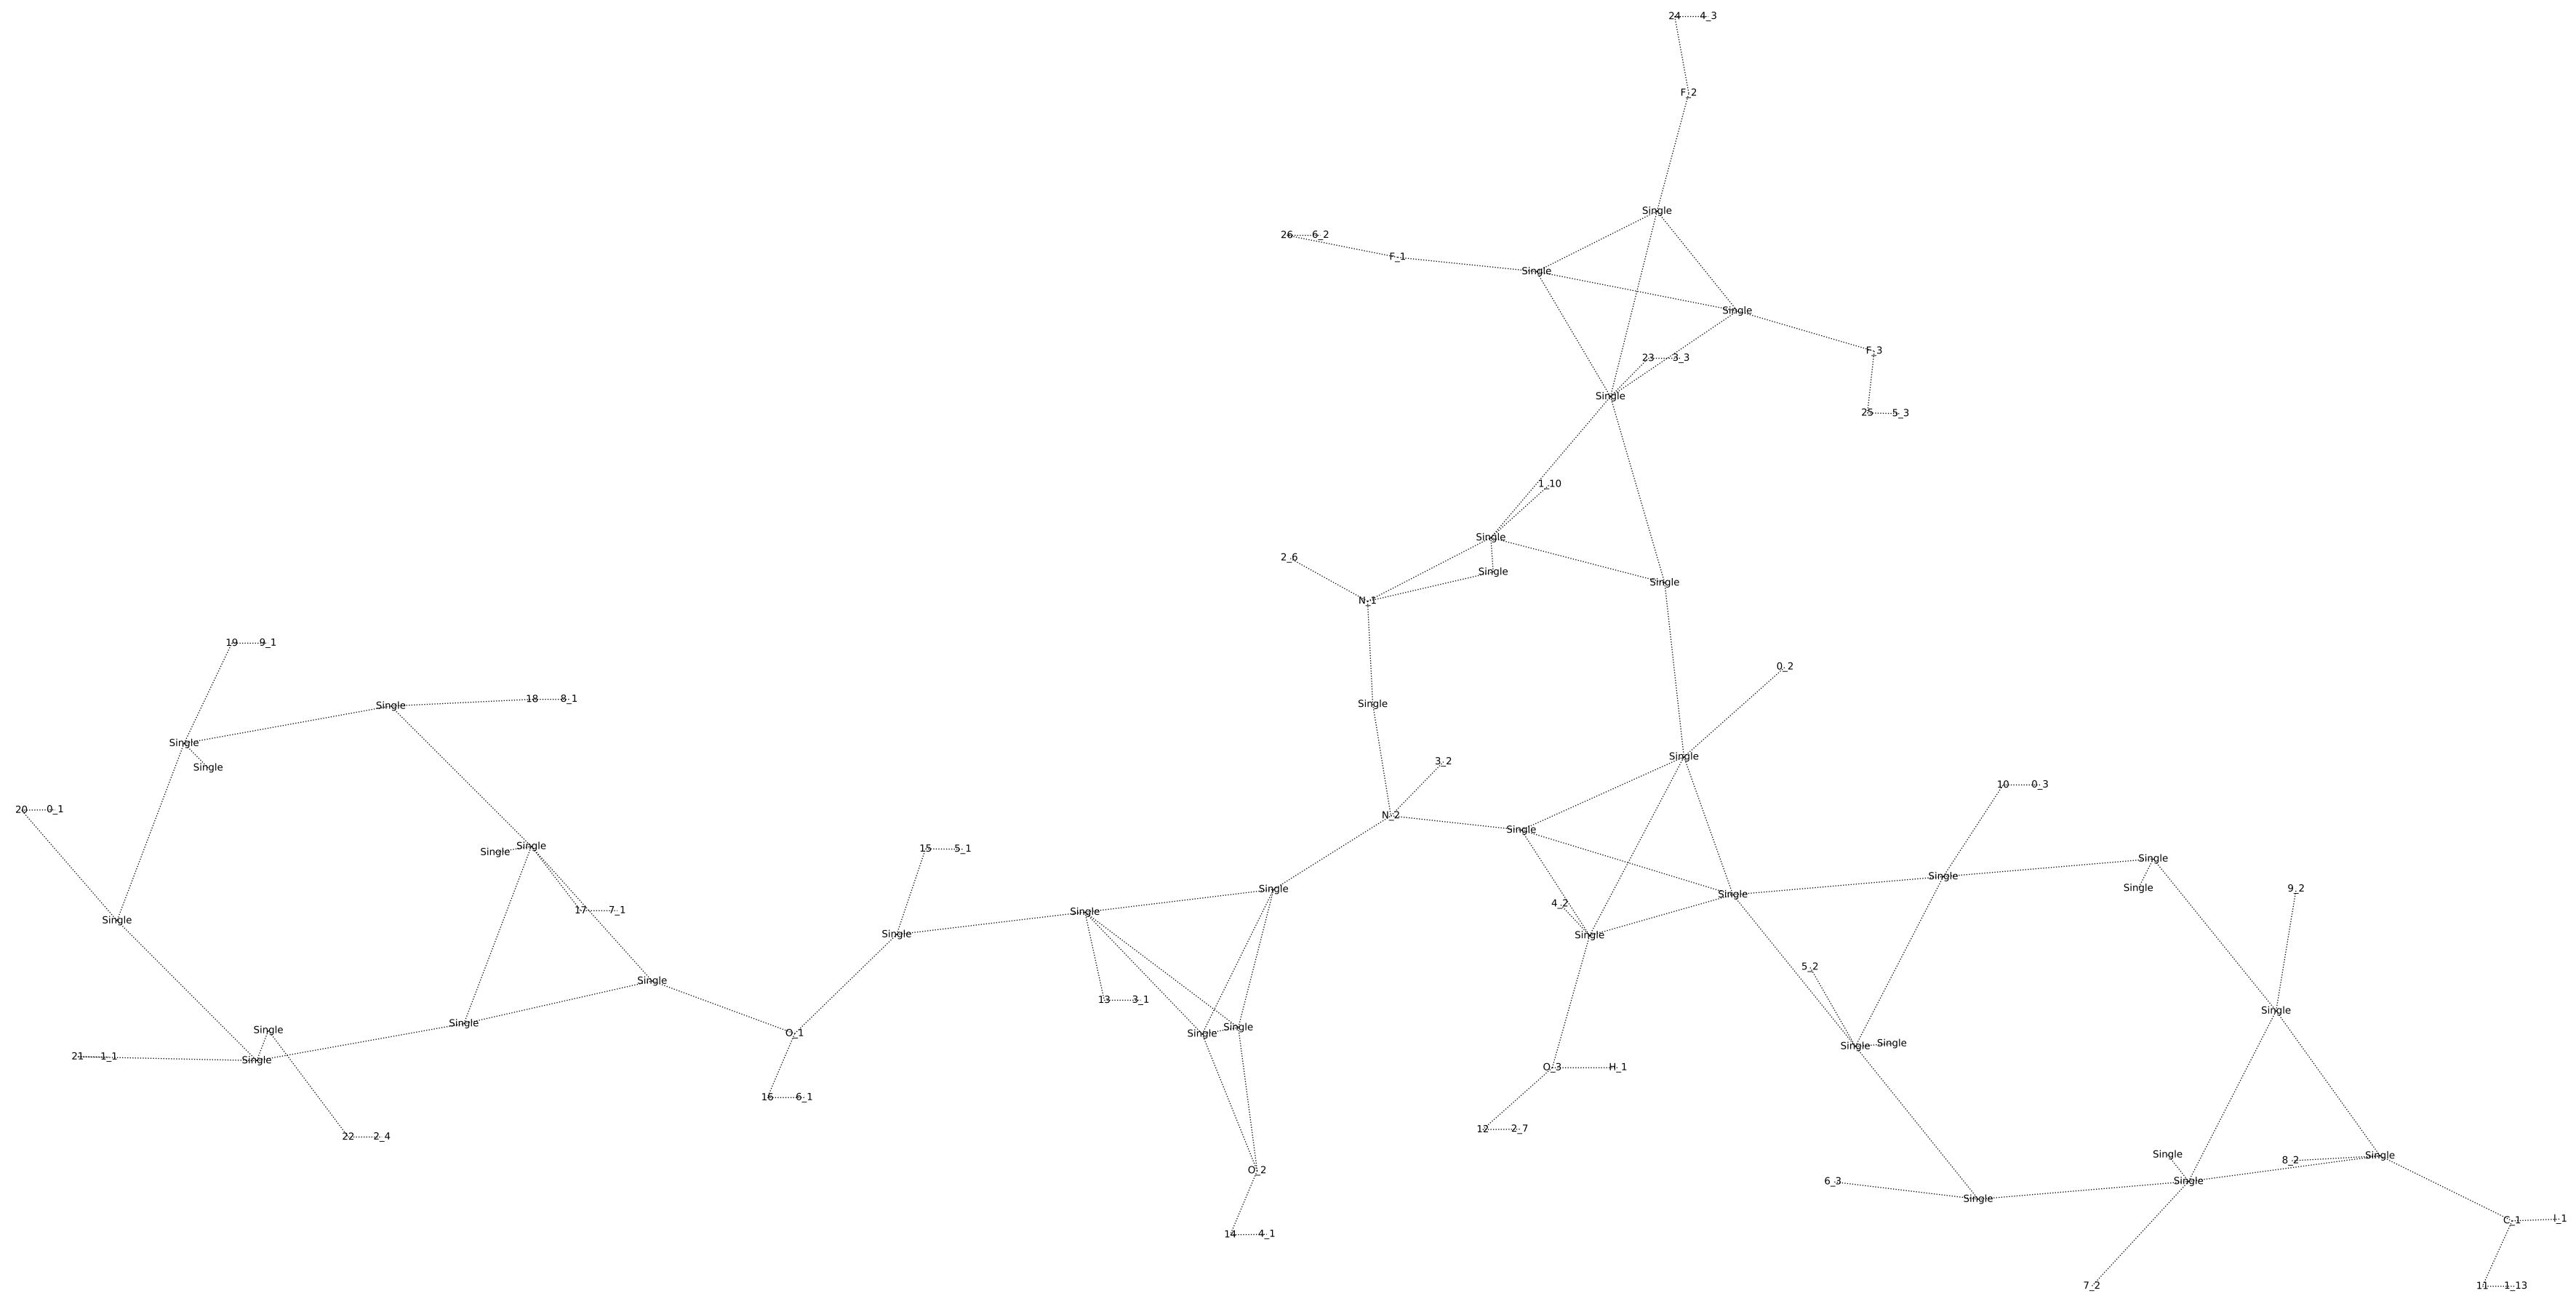 24 4_3
F_2
Single
26 6_2
F_1
Single
Single
F_3
23 3_3
Single
25 5_3
1_10
Single
2_6
Single
Single
N_1
19 9_1
0_2
18 8_1
Single
Single
Single
Single
3_2
Single
10 0_3
20 0_1
N_2
Single
Single
Single
15 5_1
Single
Single
Single
Single
9_2
Single
4_2
17 7_1
Single
Single
Single
Single
5_2
Single
13 3_1
Single
Single
Single
Single
O_1
Single
Single
Single
21 1_1
Single
O_3 H_1
16 6_1
12 2_7
22 2_4
Single
Single
8_2
O_2
6_3
Single
Single
C_1 I_1
14 4_1
7_2
11 1_13